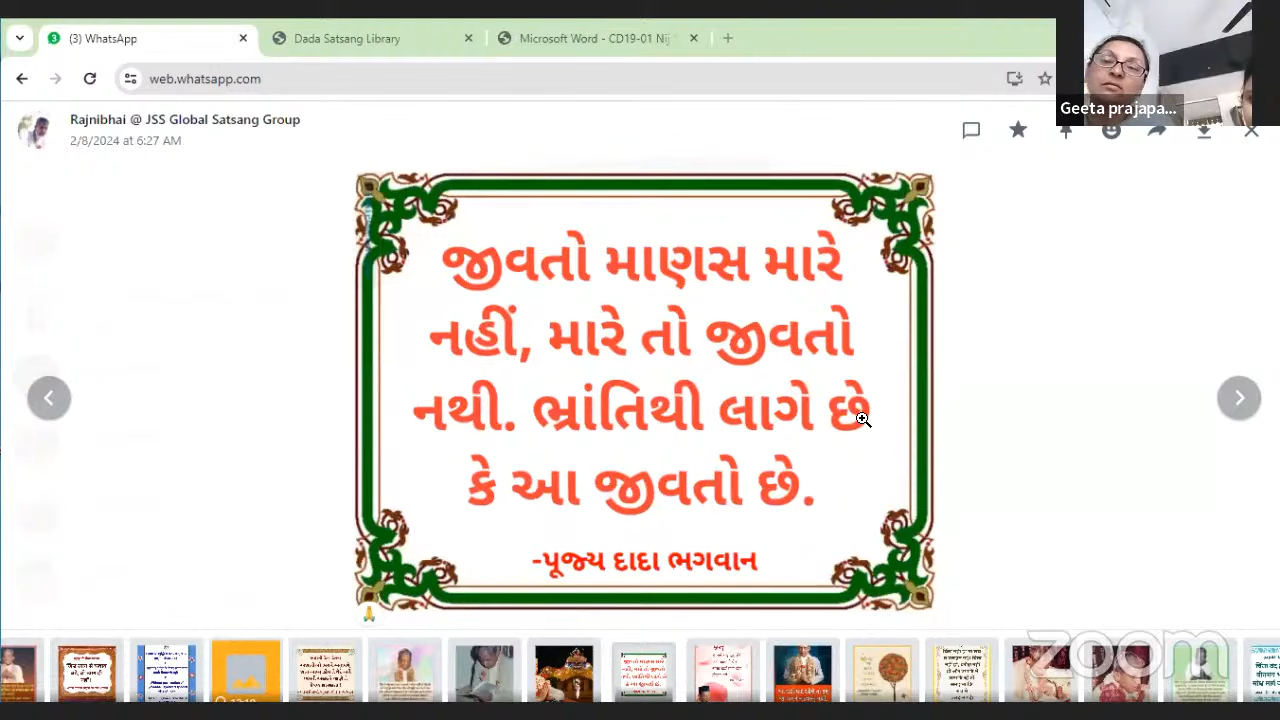 (3) WhatsApp
Dada Satsang Library
Microsoft Word - CD19-01 Nij
web.whatsapp.com
Geeta prajapa...
Rajnibhai @ JSS Global Satsang Group
2/8/2024 at 6:27 AM
જીવતો માણસ મારે
નહીં, મારે તો જીવતો
નથી. ભ્રાંતિથી લાગે છે
કે આ જીવતો છે.
-પૂજ્ય દાદા ભગવાન
zoom